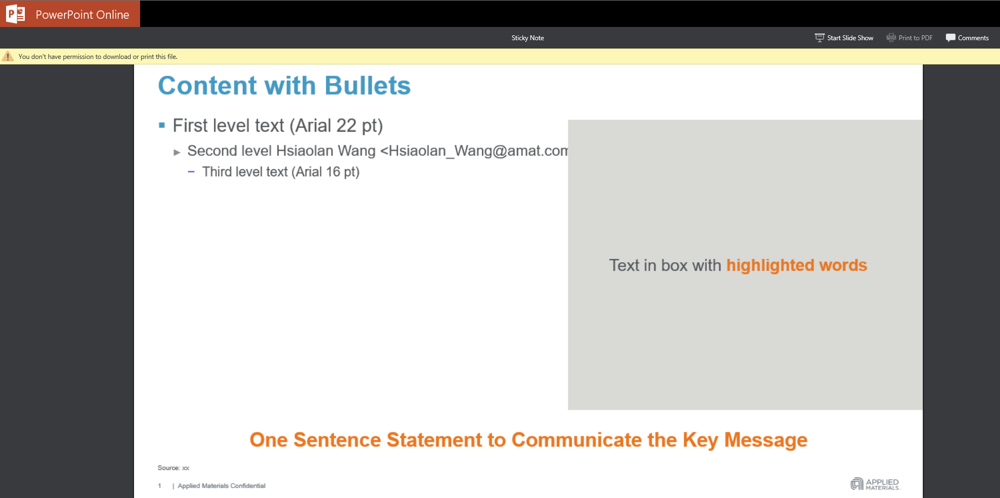 PowerPoint Online
Sticky Note
Start Slide Show
Print to PDF
Comments
You don't have permission to download or print this file.
Content with Bullets
First level text (Arial 22 pt)
Second level Hsiaolan Wang <Hsiaolan_Wang@amat.com
Third level text (Arial 16 pt)
Text in box with highlighted words
One Sentence Statement to Communicate the Key Message
Source: xx
1 | Applied Materials Confidential
APPLIED
MATERIALS